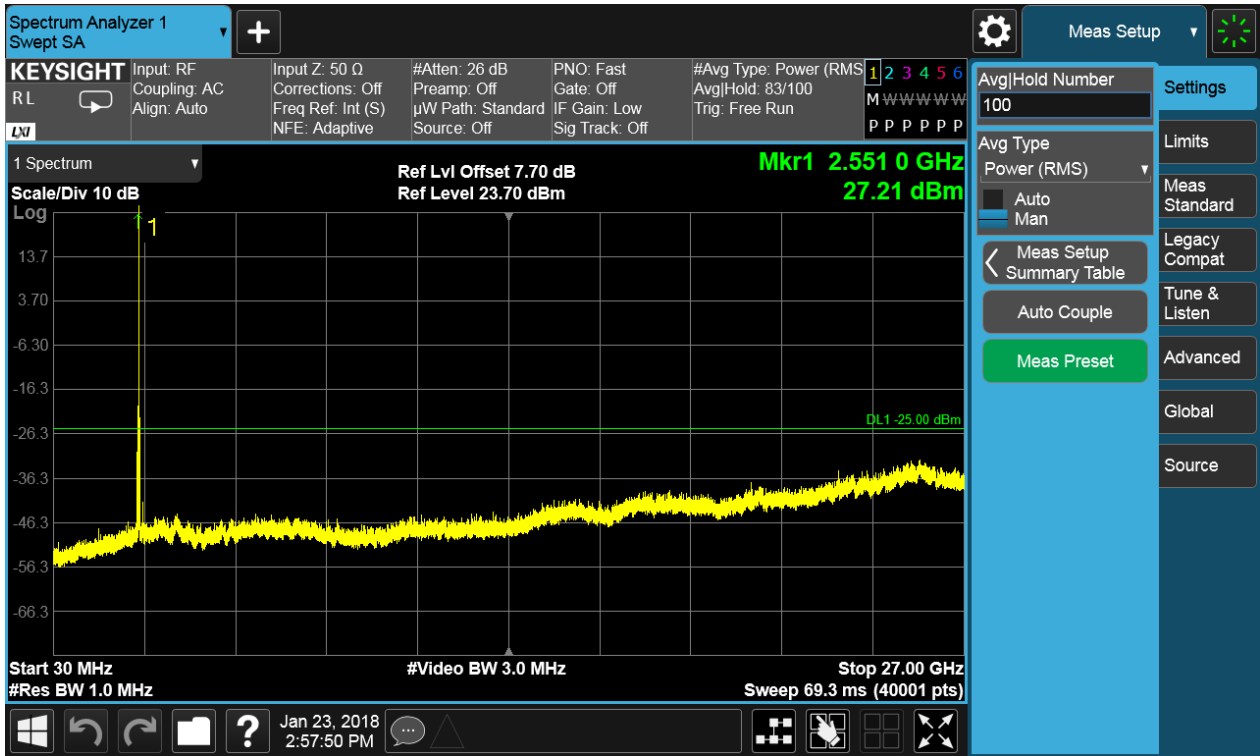 Spectrum Analyzer 1
Swept SA
+
Meas Setup
KEYSIGHT
RL
LXI
Input: RF
Coupling: AC
Align: Auto
Input Z: 50 Ω
Corrections: Off
Freq Ref: Int (S)
NFE: Adaptive
#Atten: 26 dB
Preamp: Off
µW Path: Standard
Source: Off
PNO: Fast
Gate: Off
IF Gain: Low
Sig Track: Off
#Avg Type: Power (RMS
Avg|Hold: 83/100
Trig: Free Run
1 2 3 4 5 6
M W W W W W
P P P P P P
1 Spectrum
Scale/Div 10 dB
Ref Lvl Offset 7.70 dB
Ref Level 23.70 dBm
Mkr1 2.551 0 GHz
27.21 dBm
Log
1
13.7
3.70
-6.30
-16.3
-26.3
-36.3
-46.3
-56.3
-66.3
DL1 -25.00 dBm
Start 30 MHz
#Video BW 3.0 MHz
Stop 27.00 GHz
#Res BW 1.0 MHz
Sweep 69.3 ms (40001 pts)
Avg|Hold Number
100
Avg Type
Power (RMS)
Auto
Man
Meas Setup
Summary Table
Auto Couple
Meas Preset
Settings
Limits
Meas
Standard
Legacy
Compat
Tune &
Listen
Advanced
Global
Source
?
Jan 23, 2018
2:57:50 PM